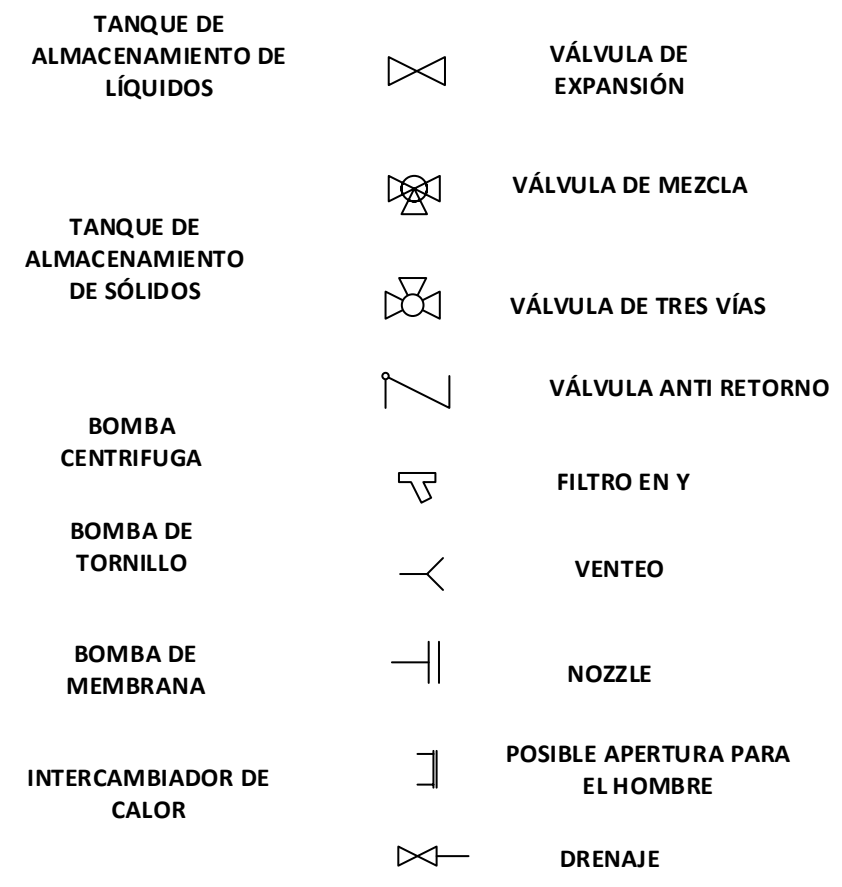 TANQUE DE
ALMACENAMIENTO DE
LÍQUIDOS
TANQUE DE
ALMACENAMIENTO
DE SÓLIDOS
BOMBA
CENTRIFUGA
BOMBA DE
TORNILLO
BOMBA DE
MEMBRANA
INTERCAMBIADOR DE
CALOR
VÁLVULA DE
EXPANSIÓN
VÁLVULA DE MEZCLA
VÁLVULA DE TRES VÍAS
VÁLVULA ANTI RETORNO
FILTRO EN Y
VENTEO
NOZZLE
POSIBLE APERTURA PARA
EL HOMBRE
DRENAJE